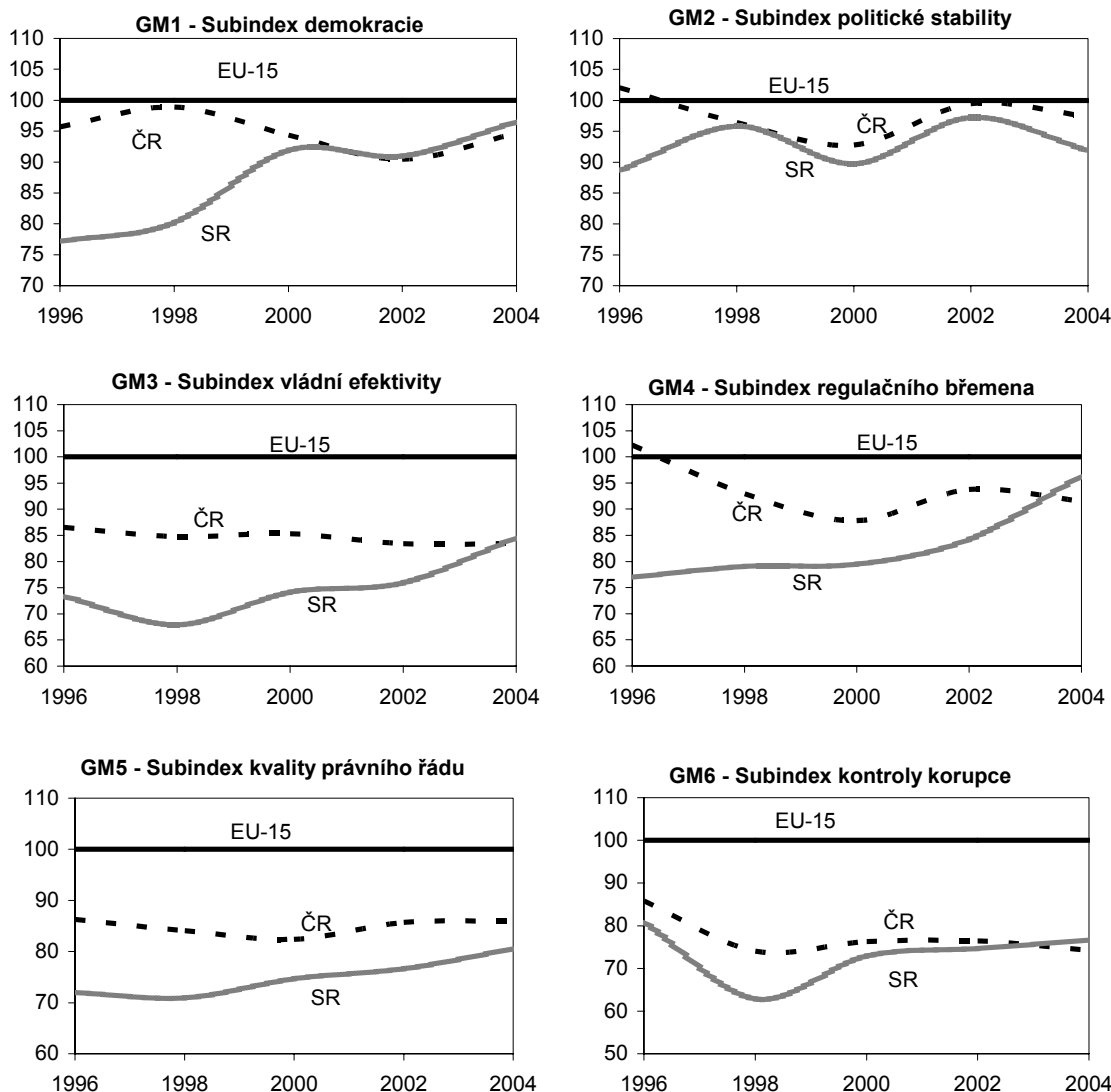 GM1 - Subindex demokracie
110
105
100
95
90
85
80
75
70
EU-15
ČR
SR
1996 1998 2000 2002 2004
GM2 - Subindex politické stability
110
105
100
95
90
85
80
75
70
EU-15
ČR
SR
1996 1998 2000 2002 2004
GM3 - Subindex vládní efektivity
110
105
100
95
90
85
80
75
70
65
60
EU-15
ČR
SR
1996 1998 2000 2002 2004
GM4 - Subindex regulačního břemena
110
105
100
95
90
85
80
75
70
65
60
EU-15
ČR
SR
1996 1998 2000 2002 2004
GM5 - Subindex kvality právního řádu
110
100
90
80
70
60
EU-15
ČR
SR
1996 1998 2000 2002 2004
GM6 - Subindex kontroly korupce
110
100
90
80
70
60
50
EU-15
ČR
SR
1996 1998 2000 2002 2004